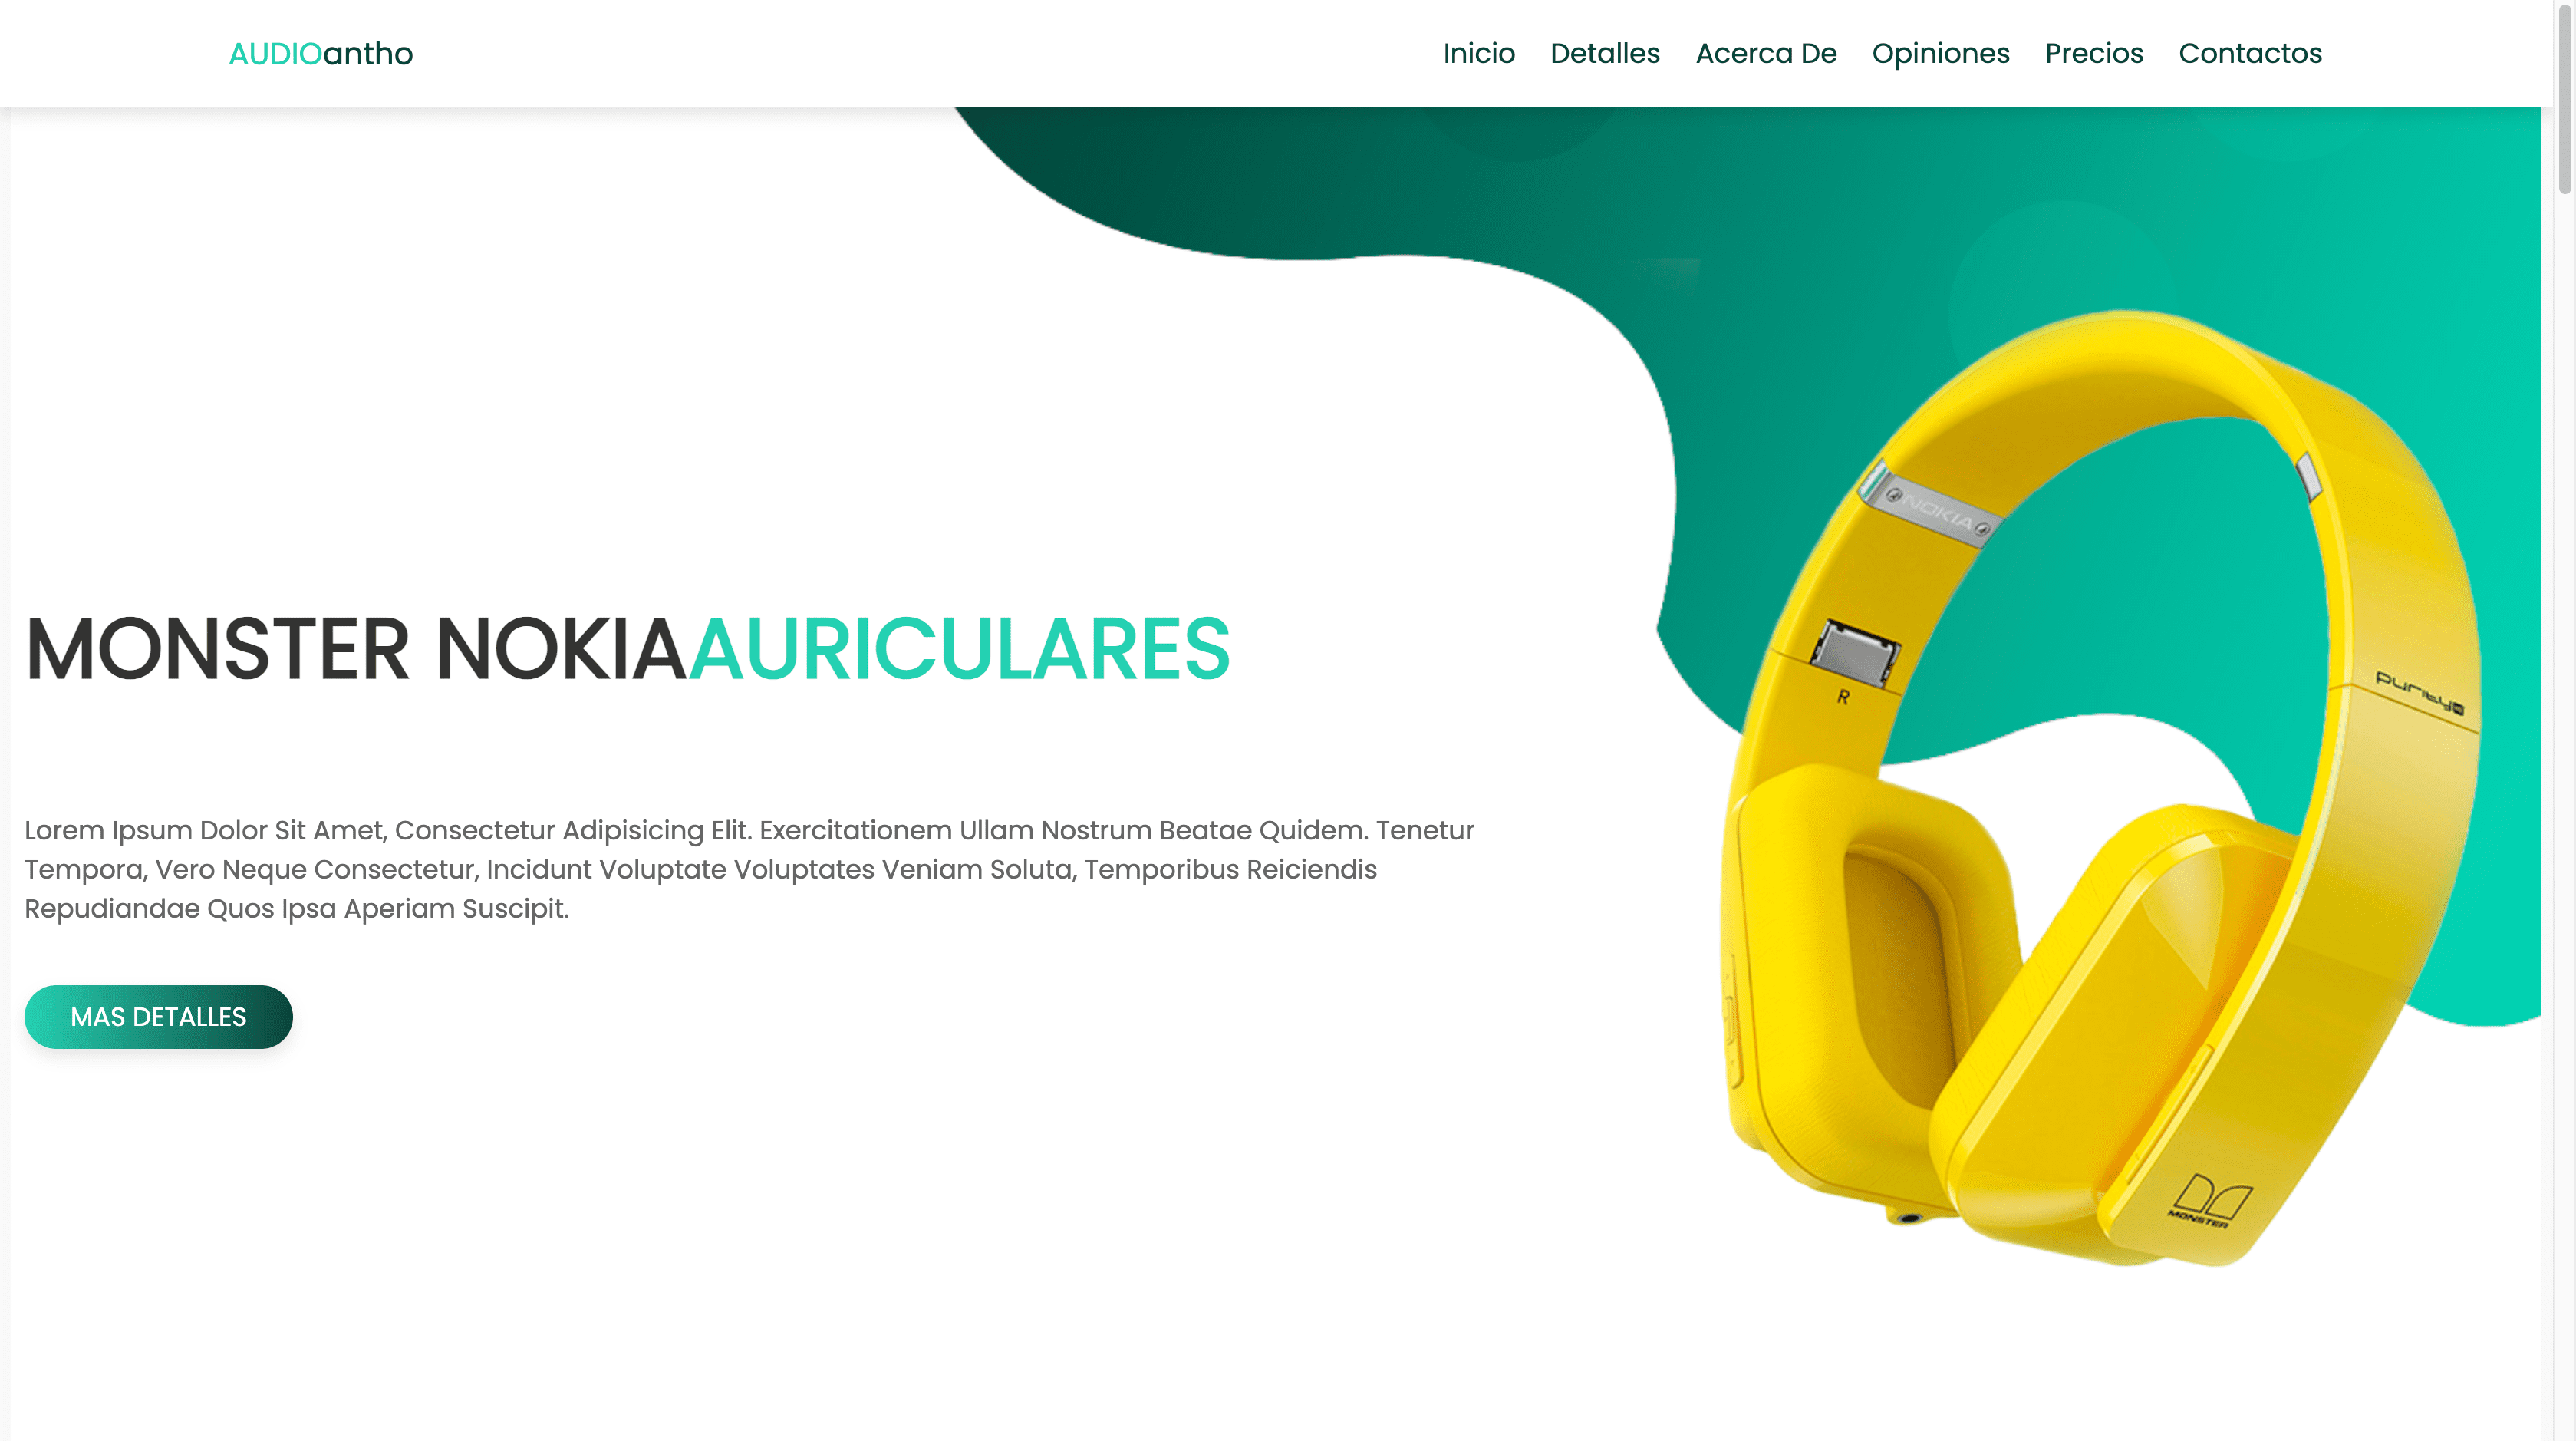 AUDIOantho
Inicio Detalles Acerca De Opiniones Precios Contactos
NOKIA
MONSTER NOKIAAURICULARES
R
purity
Lorem Ipsum Dolor Sit Amet, Consectetur Adipisicing Elit. Exercitationem Ullam Nostrum Beatae Quidem. Tenetur
Tempora, Vero Neque Consectetur, Incidunt Voluptate Voluptates Veniam Soluta, Temporibus Reiciendis
Repudiandae Quos Ipsa Aperiam Suscipit.
MAS DETALLES
MONSTER